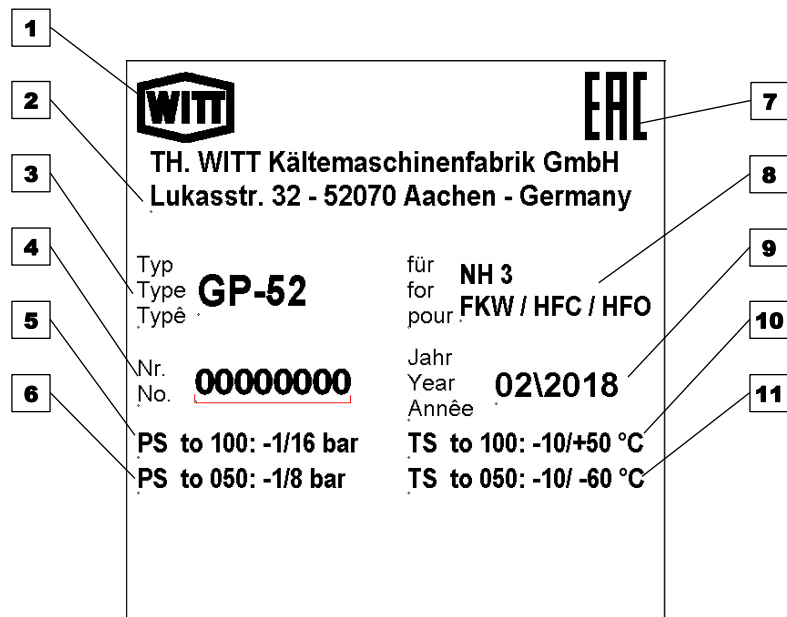 1
2
3
4
5
6
7
8
9
10
11
WITT
EAC
TH. WITT Kältemaschinenfabrik GmbH
Lukasstr. 32 - 52070 Aachen - Germany
Typ
Type
Typê
GP-52
für
for
pour
NH 3
FKW / HFC / HFO
Nr.
No.
00000000
Jahr
Year
Annêe
02\2018
PS to 100: -1/16 bar
TS to 100: -10/+50 °C
PS to 050: -1/8 bar
TS to 050: -10/ -60 °C